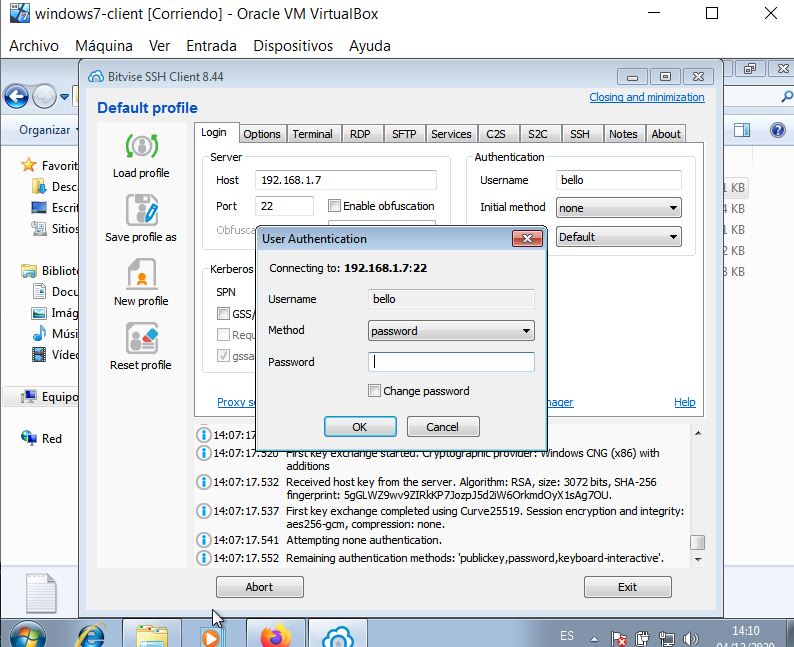 windows7-client [Corriendo] - Oracle VM VirtualBox
Archivo Máquina Ver Entrada Dispositivos Ayuda
Bitvise SSH Client 8.44
Default profile
Closing and minimization
Organizar
Favorit
Desc
Escrit
Sitios
Bibliote
Docu
Imág
Músi
Vídec
Equipo
Red
Load profile
Save profile as
New profile
Reset profile
Login Options Terminal RDP SFTP Services C2S S2C SSH Notes About
Server
Host 192.168.1.7
Port 22 Enable obfuscation
Obfusca
Authentication
Username bello
Initial method none
Default
Kerberos
SPN
GSS/
Requ
gssa
Proxy se
nager
Help
User Authentication
Connecting to: 192.168.1.7:22
Username bello
Method password
Password
Change password
OK Cancel
14:07:17.
14:07:17.520 First key exchange started. Cryptographic provider: Windows CNG (x86) with
additions
14:07:17.532 Received host key from the server. Algorithm: RSA, size: 3072 bits, SHA-256
fingerprint: 5gGLWZ9wv9ZIRkKP7JozpJ5d2iW6OrkmdOyX1sAg7OU.
14:07:17.537 First key exchange completed using Curve25519. Session encryption and integrity:
aes256-gcm, compression: none.
14:07:17.541 Attempting none authentication.
14:07:17.552 Remaining authentication methods: 'publickey,password,keyboard-interactive'.
Abort Exit
1 KB
4 KB
1 KB
2 KB
3 KB
ES
14:10